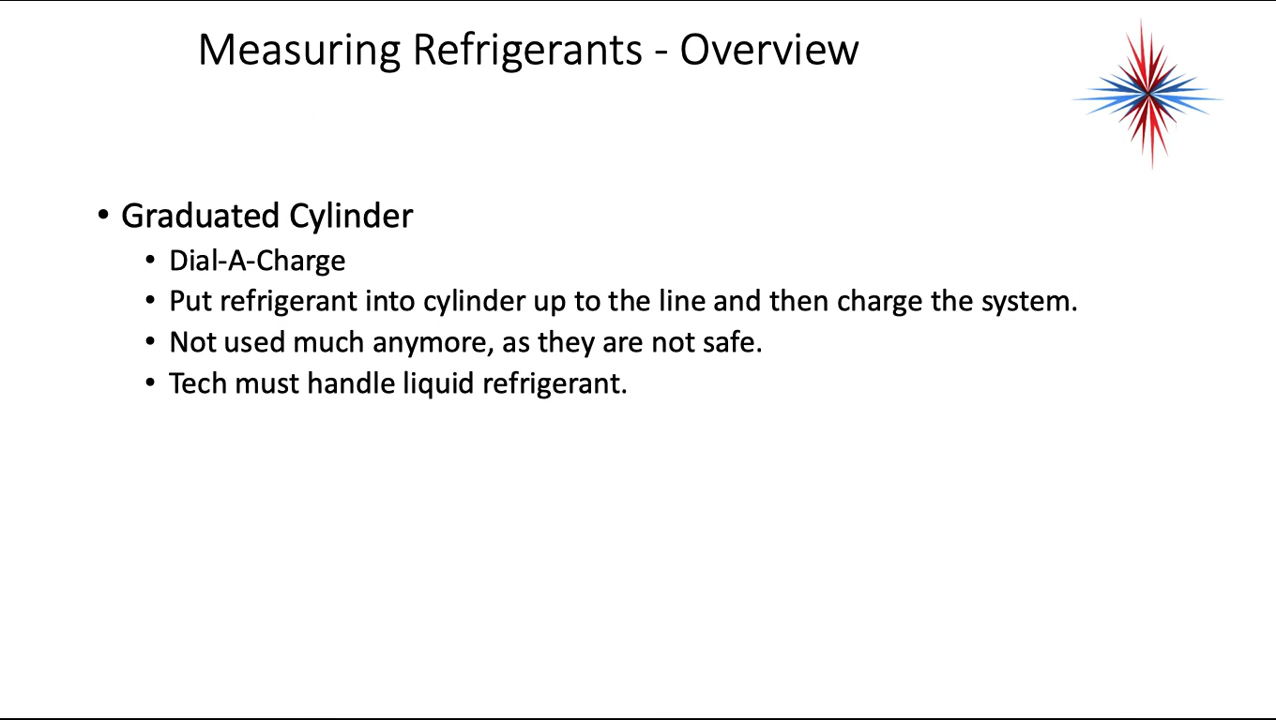 Measuring Refrigerants - Overview
• Graduated Cylinder
• Dial-A-Charge
• Put refrigerant into cylinder up to the line and then charge the system.
• Not used much anymore, as they are not safe.
• Tech must handle liquid refrigerant.